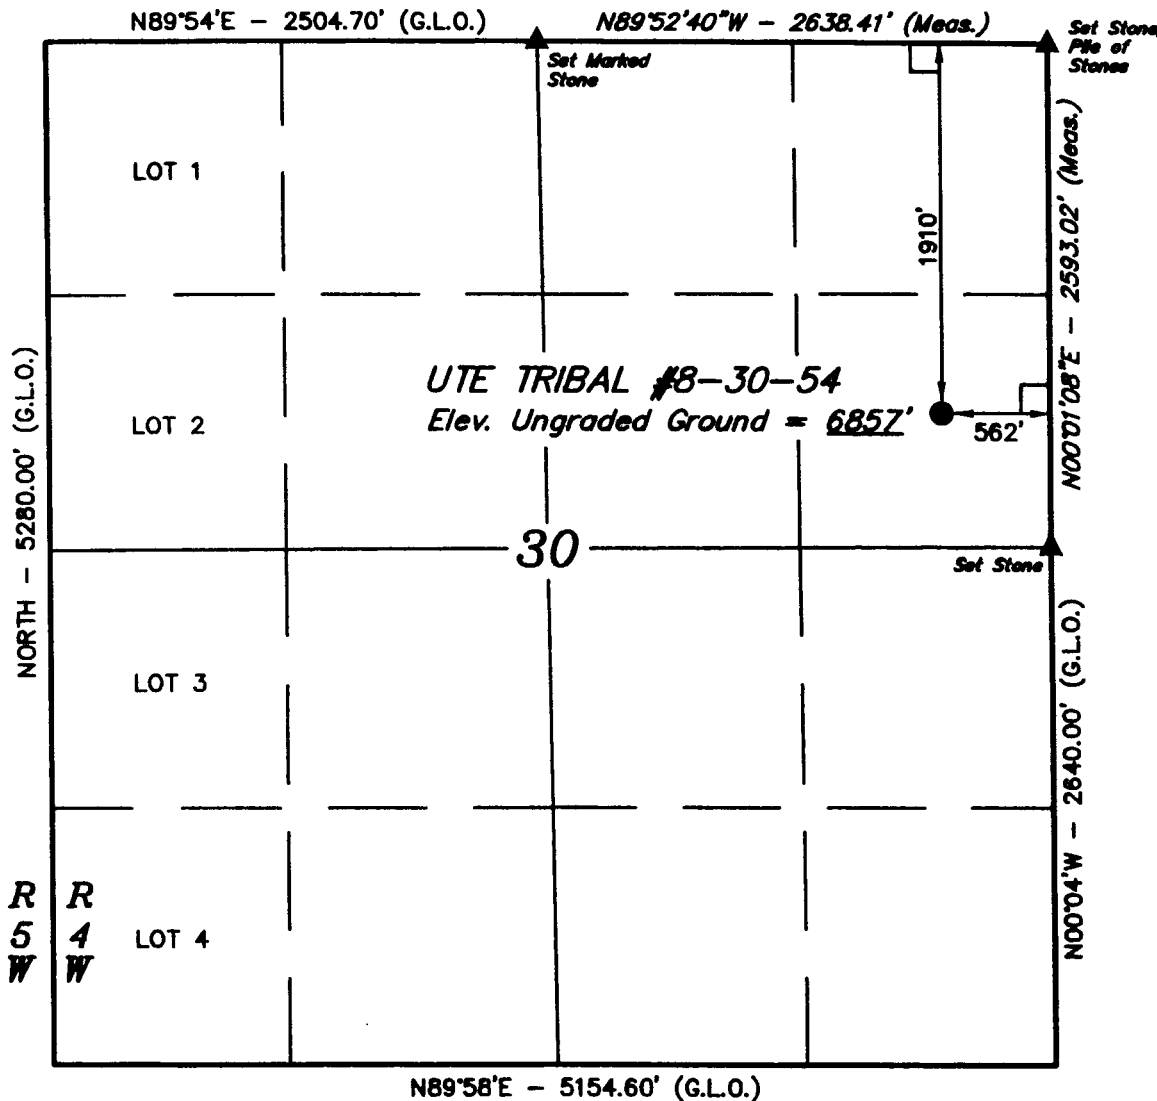 N89°54'E - 2504.70' (G.L.O.)
N89°52'40"W - 2638.41' (Meas.)
Set Marked
Stone
Set Stone,
Pile of
Stones
LOT 1
1910'
N00°01'08"E - 2593.02' (Meas.)
UTE TRIBAL #8-30-54
Elev. Ungraded Ground = 6857'
LOT 2
562'
NORTH - 5280.00' (G.L.O.)
30
Set Stone
LOT 3
N00°04'W - 2640.00' (G.L.O.)
R R
5 4
W W
LOT 4
N89°58'E - 5154.60' (G.L.O.)